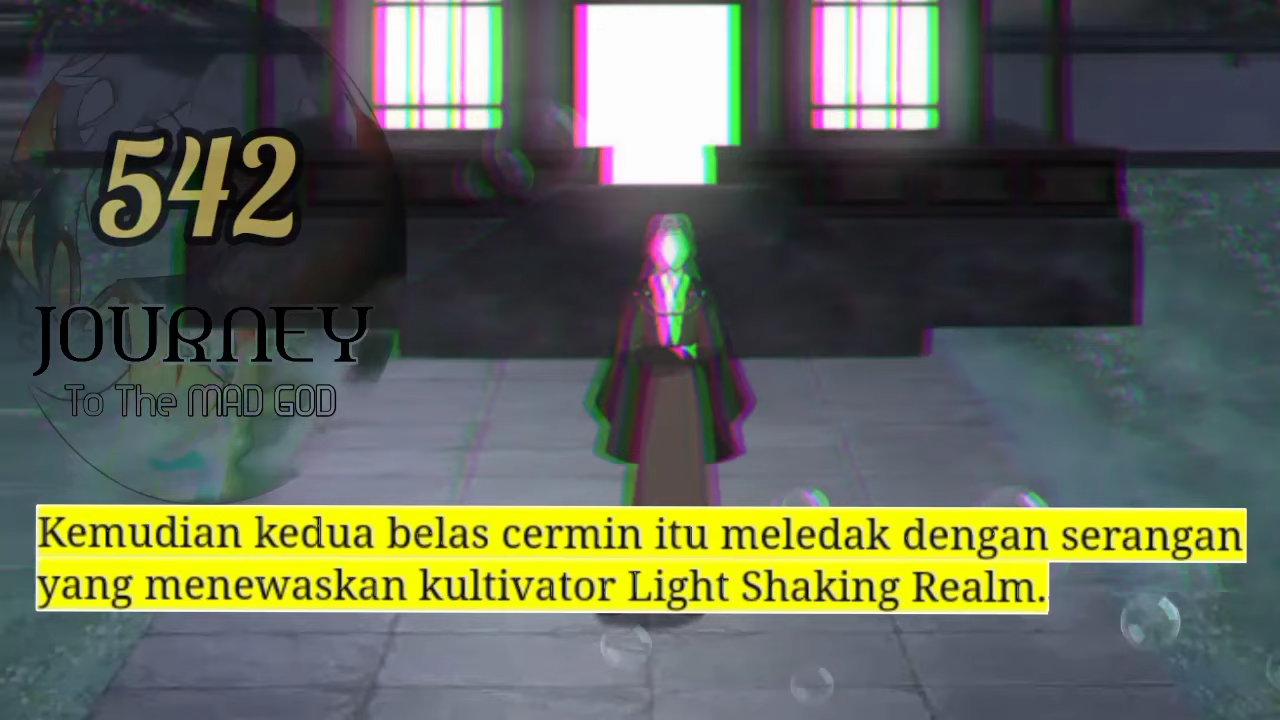 542
JOURNEY
To The MAD GOD
Kemudian kedua belas cermin itu meledak dengan serangan
yang menewaskan kultivator Light Shaking Realm.